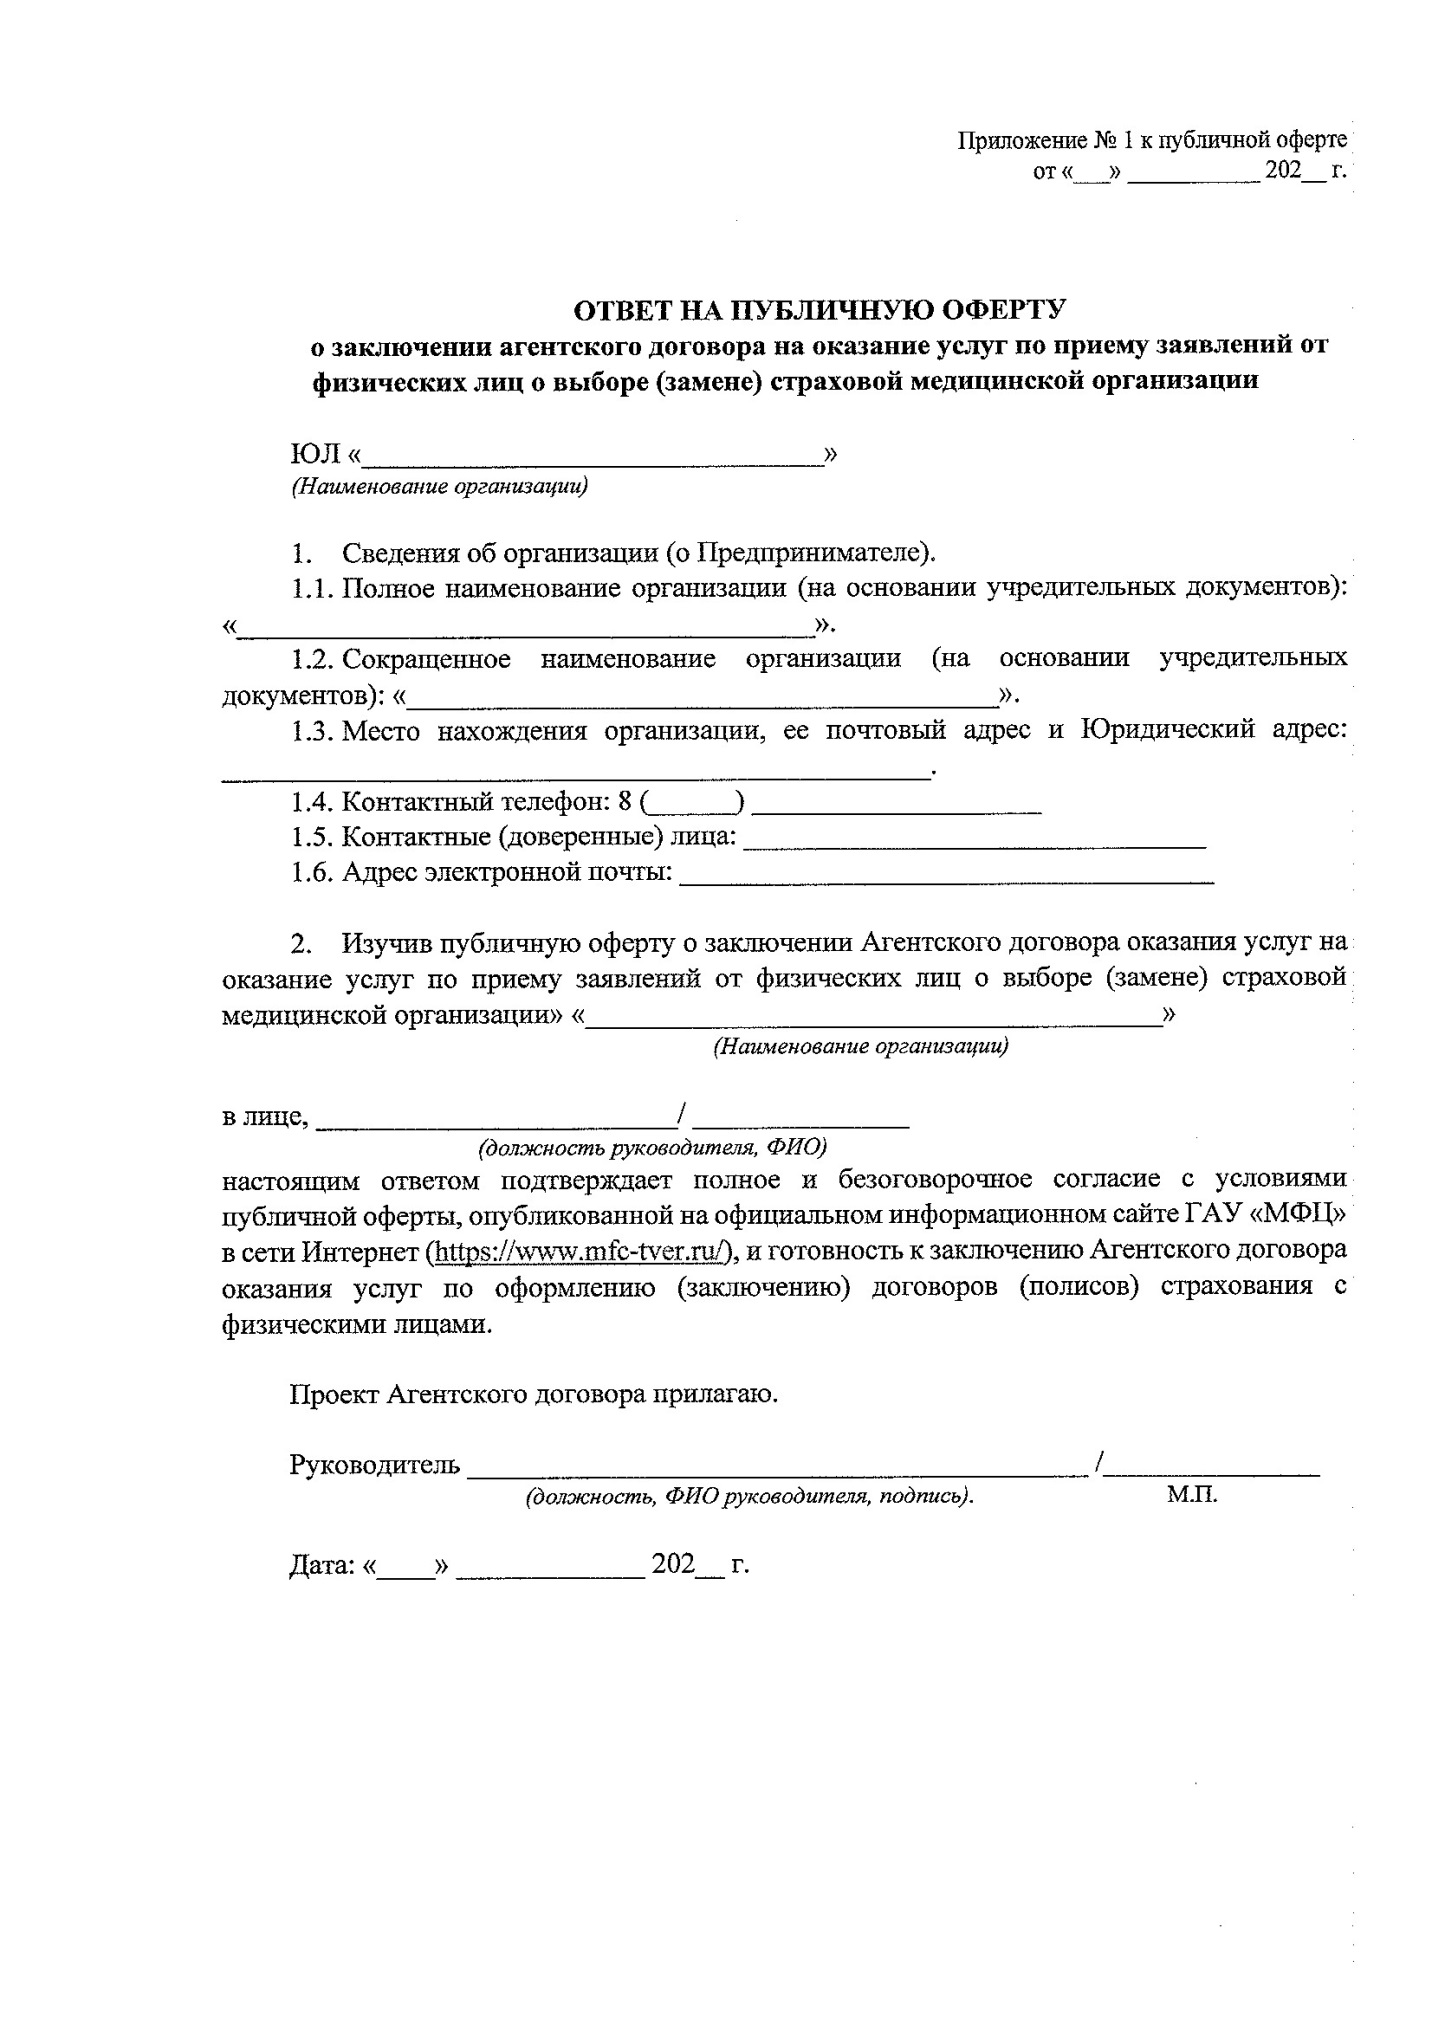 Приложение № 1 к публичной оферте
от «___» ___________ 202__ г.
ОТВЕТ НА ПУБЛИЧНУЮ ОФЕРТУ
о заключении агентского договора на оказание услуг по приему заявлений от
физических лиц о выборе (замене) страховой медицинской организации
ЮЛ «________________________________»
(Наименование организации)
1. Сведения об организации (о Предпринимателе).
1.1. Полное наименование организации (на основании учредительных документов):
«________________________________________».
1.2. Сокращенное наименование организации (на основании учредительных
документов): «_________________________________________».
1.3. Место нахождения организации, ее почтовый адрес и Юридический адрес:
_________________________________________________.
1.4. Контактный телефон: 8 (______) ____________________
1.5. Контактные (доверенные) лица: ________________________________
1.6. Адрес электронной почты: _____________________________________
2. Изучив публичную оферту о заключении Агентского договора оказания услуг на
оказание услуг по приему заявлений от физических лиц о выборе (замене) страховой
медицинской организации» «________________________________________»
(Наименование организации)
в лице, _________________________/ _______________
(должность руководителя, ФИО)
настоящим ответом подтверждает полное и безоговорочное согласие с условиями
публичной оферты, опубликованной на официальном информационном сайте ГАУ «МФЦ»
в сети Интернет (https://www.mfc-tver.ru/), и готовность к заключению Агентского договора
оказания услуг по оформлению (заключению) договоров (полисов) страхования с
физическими лицами.
Проект Агентского договора прилагаю.
Руководитель ___________________________________________ /_______________
(должность, ФИО руководителя, подпись). М.П.
Дата: «____» _____________ 202__ г.